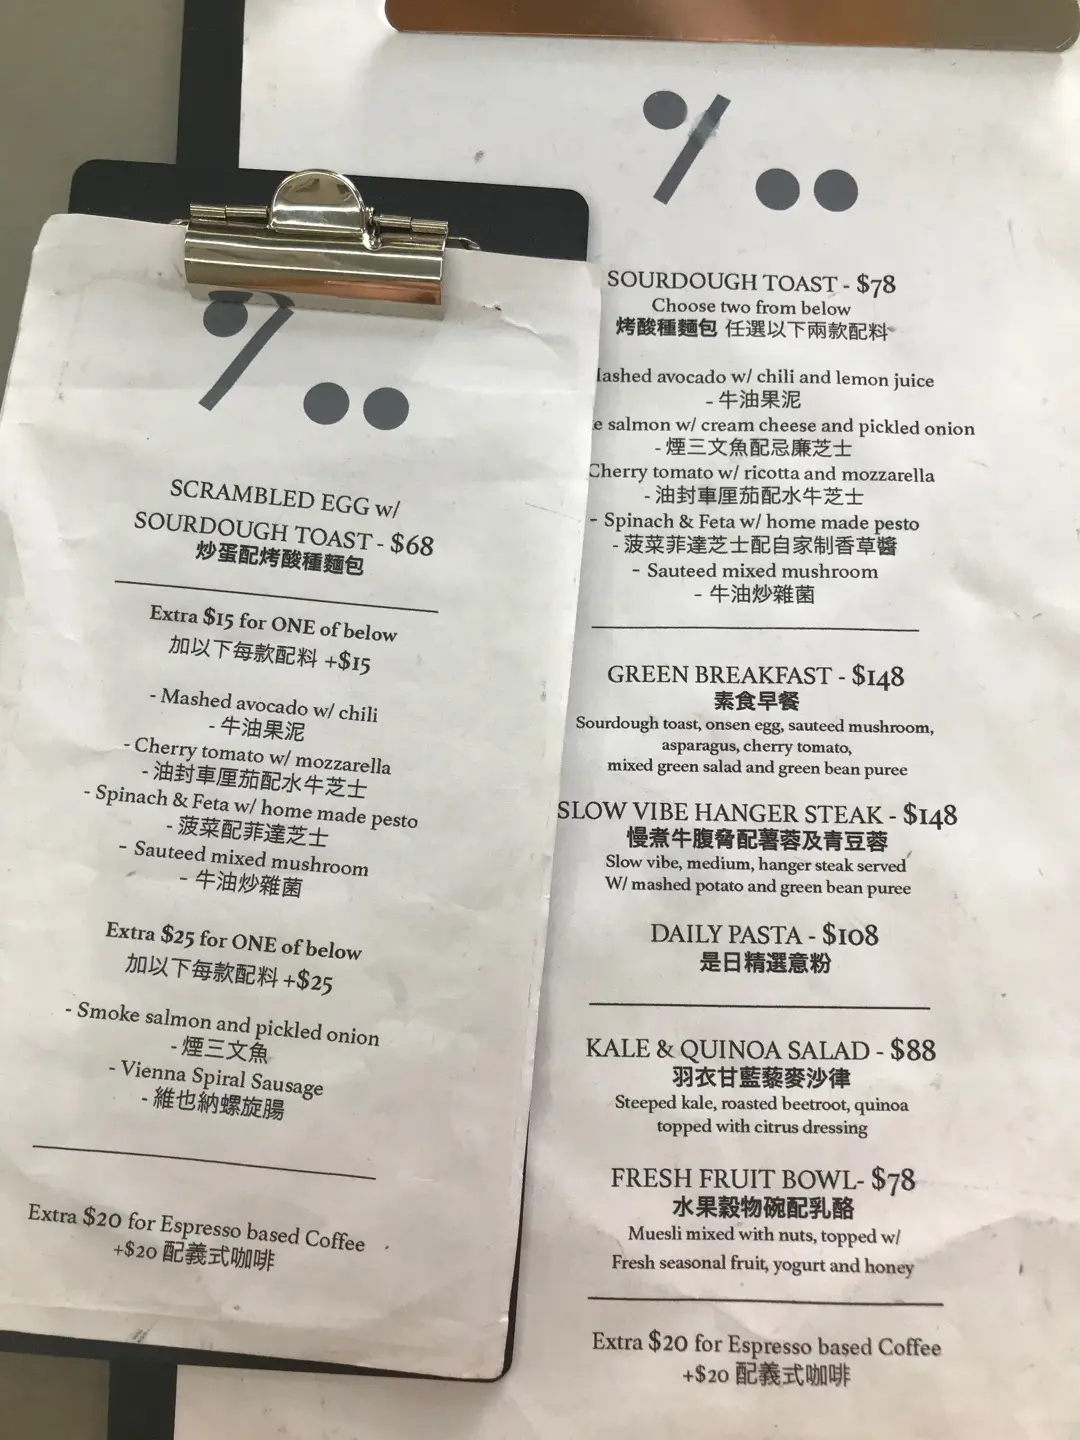 SCRAMBLED EGG w/
SOURDOUGH TOAST - $68
炒蛋配烤酸種麵包
Extra $15 for ONE of below
加以下每款配料 +$15
- Mashed avocado w/ chili
- 牛油果泥
- Cherry tomato w/ mozzarella
- 油封車厘茄配水牛芝士
- Spinach & Feta w/ home made pesto
- 菠菜配菲達芝士
- Sauteed mixed mushroom
- 牛油炒雜菌
Extra $25 for ONE of below
加以下每款配料 +$25
- Smoke salmon and pickled onion
- 煙三文魚
- Vienna Spiral Sausage
- 維也納螺旋腸
Extra $20 for Espresso based Coffee
+$20 配義式咖啡
SOURDOUGH TOAST - $78
Choose two from below
烤酸種麵包 任選以下兩款配料
ashed avocado w/ chili and lemon juice
- 牛油果泥
e salmon w/ cream cheese and pickled onion
- 煙三文魚配忌廉芝士
Cherry tomato w/ ricotta and mozzarella
- 油封車厘茄配水牛芝士
- Spinach & Feta w/ home made pesto
- 菠菜菲達芝士配自家制香草醬
- Sauteed mixed mushroom
- 牛油炒雜菌
GREEN BREAKFAST - $148
素食早餐
Sourdough toast, onsen egg, sauteed mushroom,
asparagus, cherry tomato,
mixed green salad and green bean puree
SLOW VIBE HANGER STEAK - $148
慢煮牛腹脅配薯蓉及青豆蓉
Slow vibe, medium, hanger steak served
W/ mashed potato and green bean puree
DAILY PASTA - $108
是日精選意粉
KALE & QUINOA SALAD - $88
羽衣甘藍藜麥沙律
Steeped kale, roasted beetroot, quinoa
topped with citrus dressing
FRESH FRUIT BOWL- $78
水果穀物碗配乳酪
Muesli mixed with nuts, topped w/
Fresh seasonal fruit, yogurt and honey
Extra $20 for Espresso based Coffee
+$20 配義式咖啡